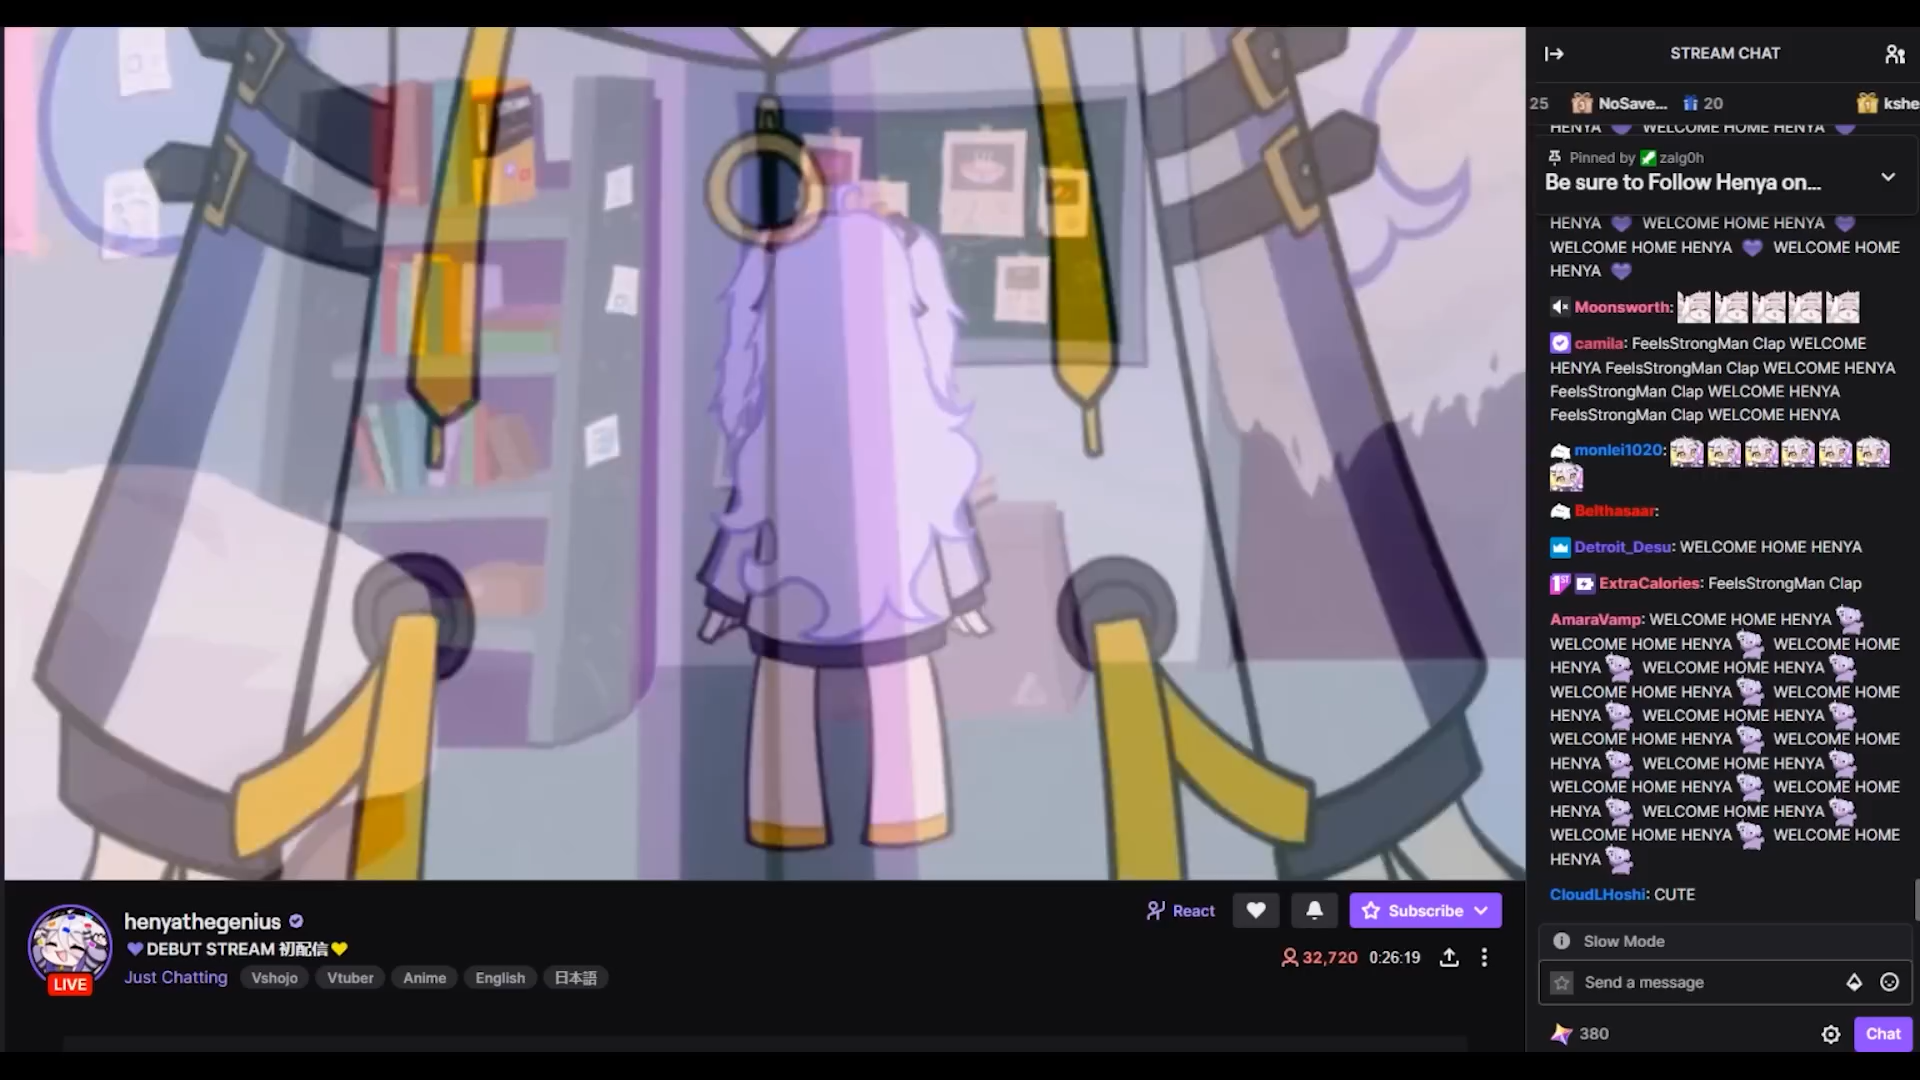 STREAM CHAT
25 NoSave... 20 kshe
HENYA 💜 WELCOME HOME HENYA 💜
Pinned by zalg0h
Be sure to Follow Henya on...
HENYA 💜 WELCOME HOME HENYA 💜
WELCOME HOME HENYA 💜 WELCOME HOME
HENYA 💜
Moonsworth:
camila: FeelsStrongMan Clap WELCOME
HENYA FeelsStrongMan Clap WELCOME HENYA
FeelsStrongMan Clap WELCOME HENYA
FeelsStrongMan Clap WELCOME HENYA
monlei1020:
Belthasaar:
Detroit_Desu: WELCOME HOME HENYA
1ST ExtraCalories: FeelsStrongMan Clap
AmaraVamp: WELCOME HOME HENYA
WELCOME HOME HENYA WELCOME HOME
HENYA WELCOME HOME HENYA
WELCOME HOME HENYA WELCOME HOME
HENYA WELCOME HOME HENYA
WELCOME HOME HENYA WELCOME HOME
HENYA WELCOME HOME HENYA
WELCOME HOME HENYA WELCOME HOME
HENYA WELCOME HOME HENYA
WELCOME HOME HENYA WELCOME HOME
HENYA
CloudLHoshi: CUTE
Slow Mode
Send a message
380
Chat
henyathegenius
💜DEBUT STREAM 初配信💛
Just Chatting Vshojo Vtuber Anime English 日本語
LIVE
React
Subscribe
32,720 0:26:19